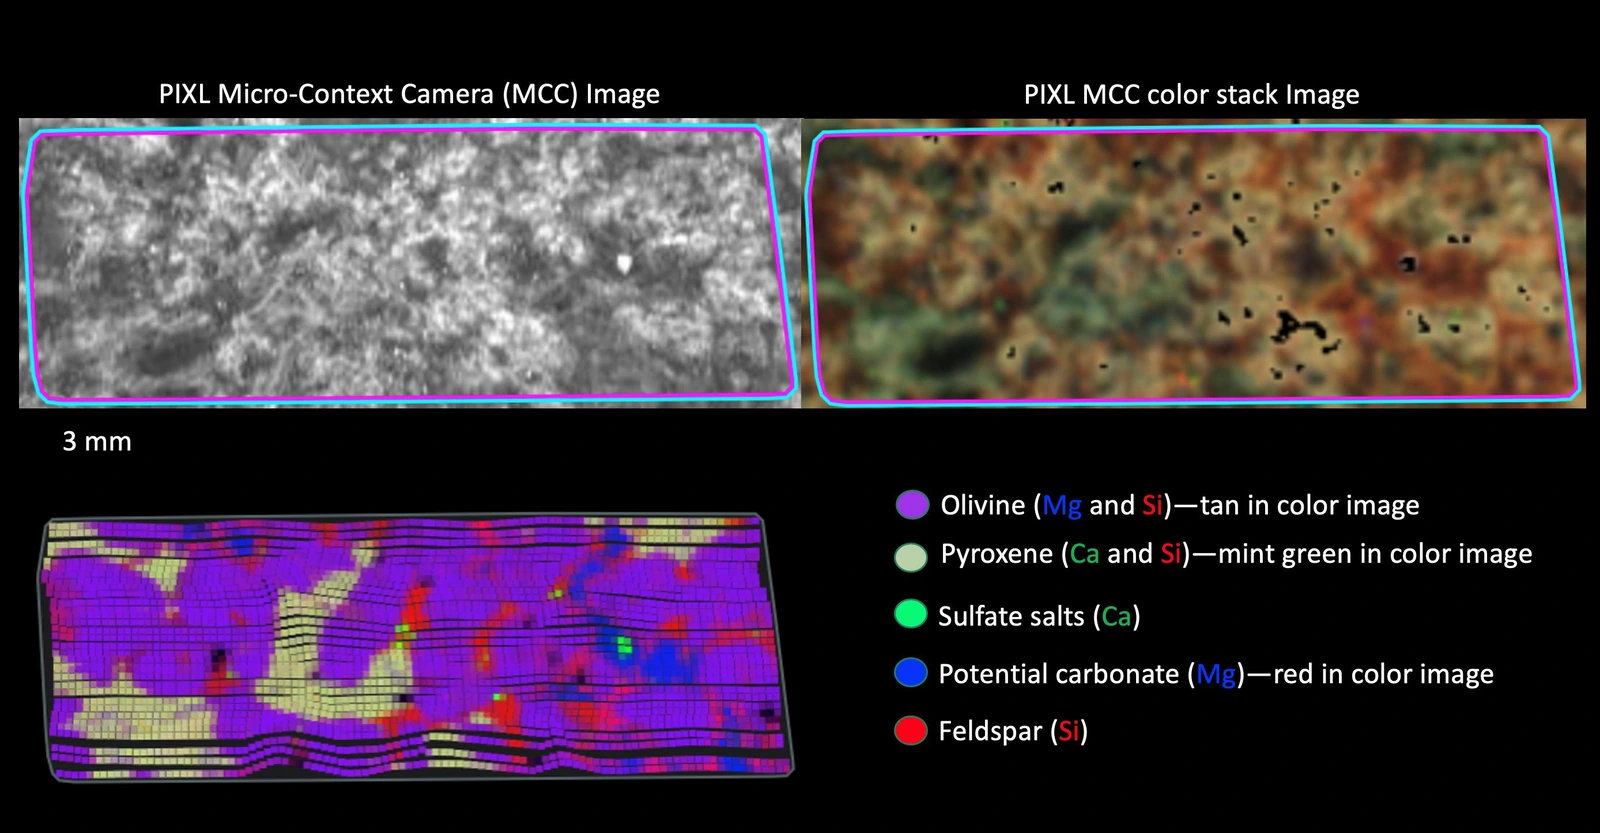 PIXL Micro-Context Camera (MCC) Image
PIXL MCC color stack Image
3 mm
Olivine (Mg and Si)—tan in color image
Pyroxene (Ca and Si)—mint green in color image
Sulfate salts (Ca)
Potential carbonate (Mg)—red in color image
Feldspar (Si)